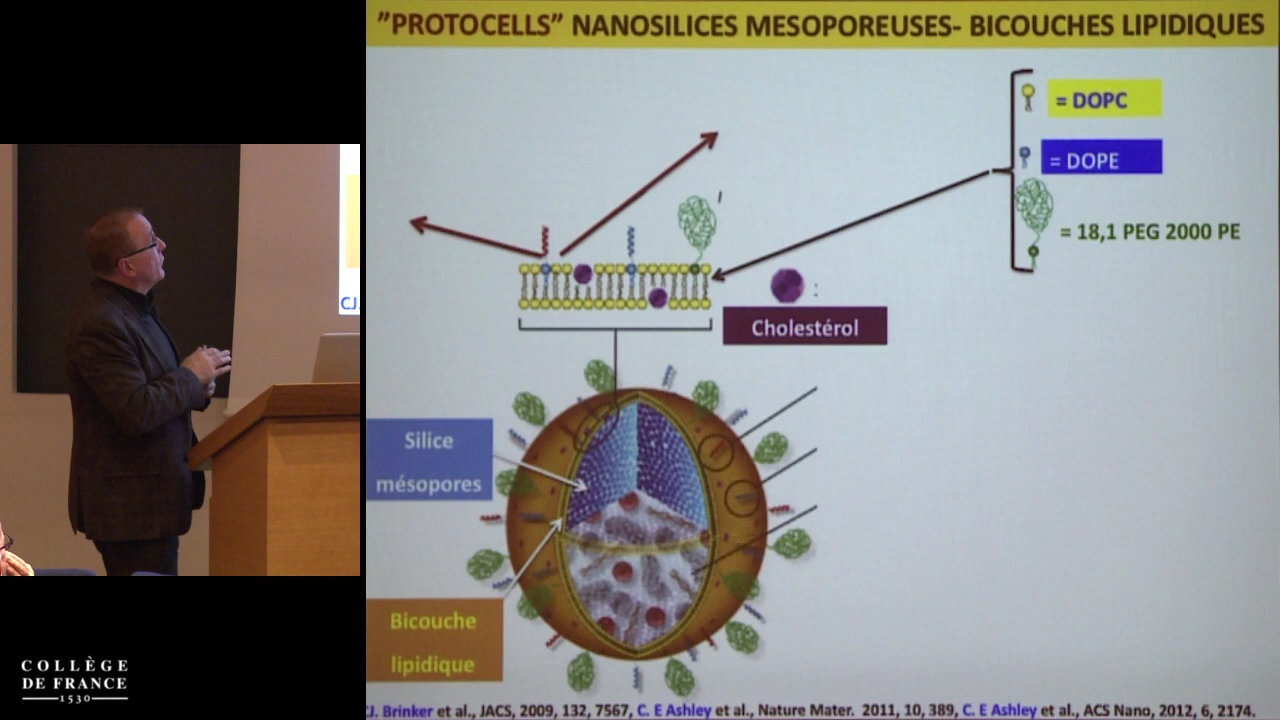 "PROTOCELLS" NANOSILICES MESOPOREUSES- BICOUCHES LIPIDIQUES
= DOPC
= DOPE
= 18,1 PEG 2000 PE
:
Cholestérol
Silice
mésopores
Bicouche
lipidique
CJ.
COLLÈGE
DE FRANCE
1530
CJ. Brinker et al., JACS, 2009, 132, 7567, C. E Ashley et al., Nature Mater. 2011, 10, 389, C. E Ashley et al., ACS Nano, 2012, 6, 2174.